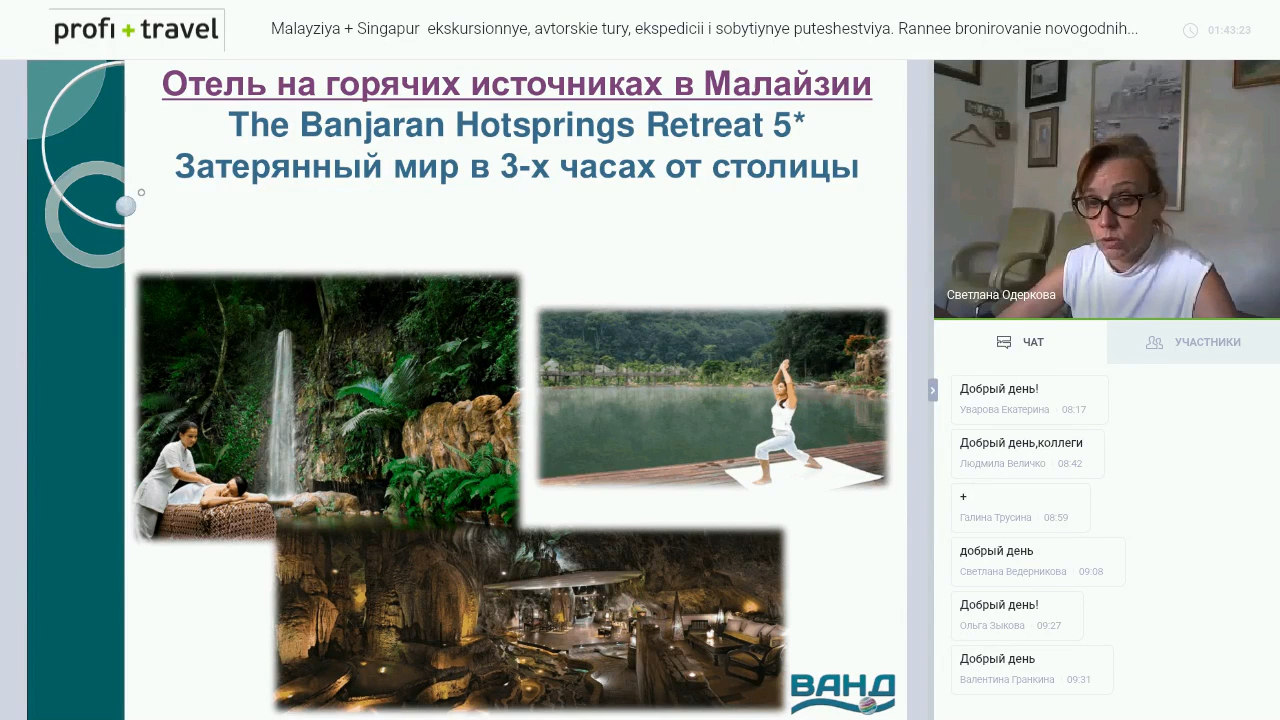 profi+travel
Malayziya + Singapur ekskursionnye, avtorskie tury, ekspedicii i sobytiynye puteshestviya. Rannee bronirovanie novogodnih...
01:43:23
Отель на горячих источниках в Малайзии
The Banjaran Hotsprings Retreat 5*
Затерянный мир в 3-х часах от столицы
ВАНД
Светлана Одеркова
ЧАТ
УЧАСТНИКИ
Добрый день!
Уварова Екатерина · 08:17
Добрый день,коллеги
Людмила Величко · 08:42
+
Галина Трусина · 08:59
добрый день
Светлана Ведерникова · 09:08
Добрый день!
Ольга Зыкова · 09:27
Добрый день
Валентина Гранкина · 09:31